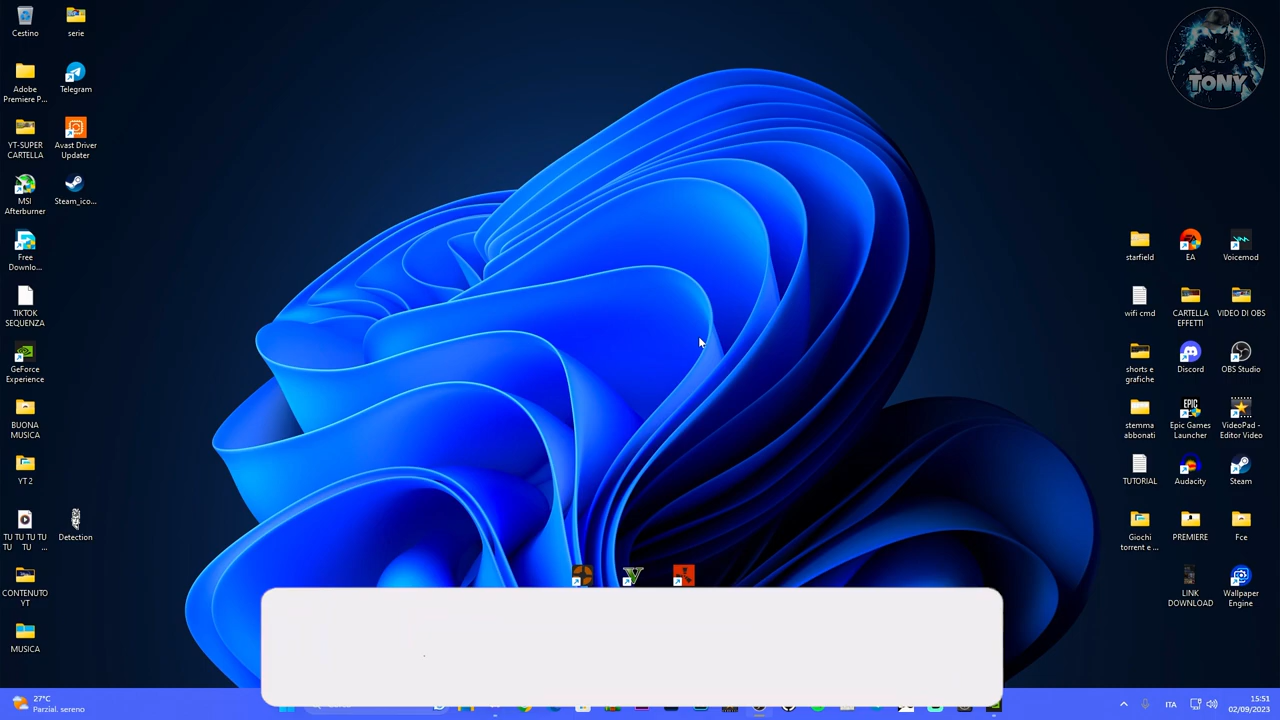 Cestino
serie
Adobe
Premiere P...
Telegram
YT-SUPER
CARTELLA
Avast Driver
Updater
MSI
Afterburner
Steam_ico...
Free
Downlo...
TIKTOK
SEQUENZA
GeForce
Experience
BUONA
MUSICA
YT 2
TU TU TU TU
TU TU ...
Detection
CONTENUTO
YT
MUSICA
TONY
starfield
EA
Voicemod
wifi cmd
CARTELLA
EFFETTI
VIDEO DI OBS
shorts e
grafiche
Discord
OBS Studio
EPIC
GAMES
stemma
abbonati
Epic Games
Launcher
VideoPad -
Editor Video
TUTORIAL
Audacity
Steam
Giochi
torrent e ...
PREMIERE
Fce
LINK
DOWNLOAD
Wallpaper
Engine
27°C
Parzial. sereno
ITA
15:51
02/09/2023